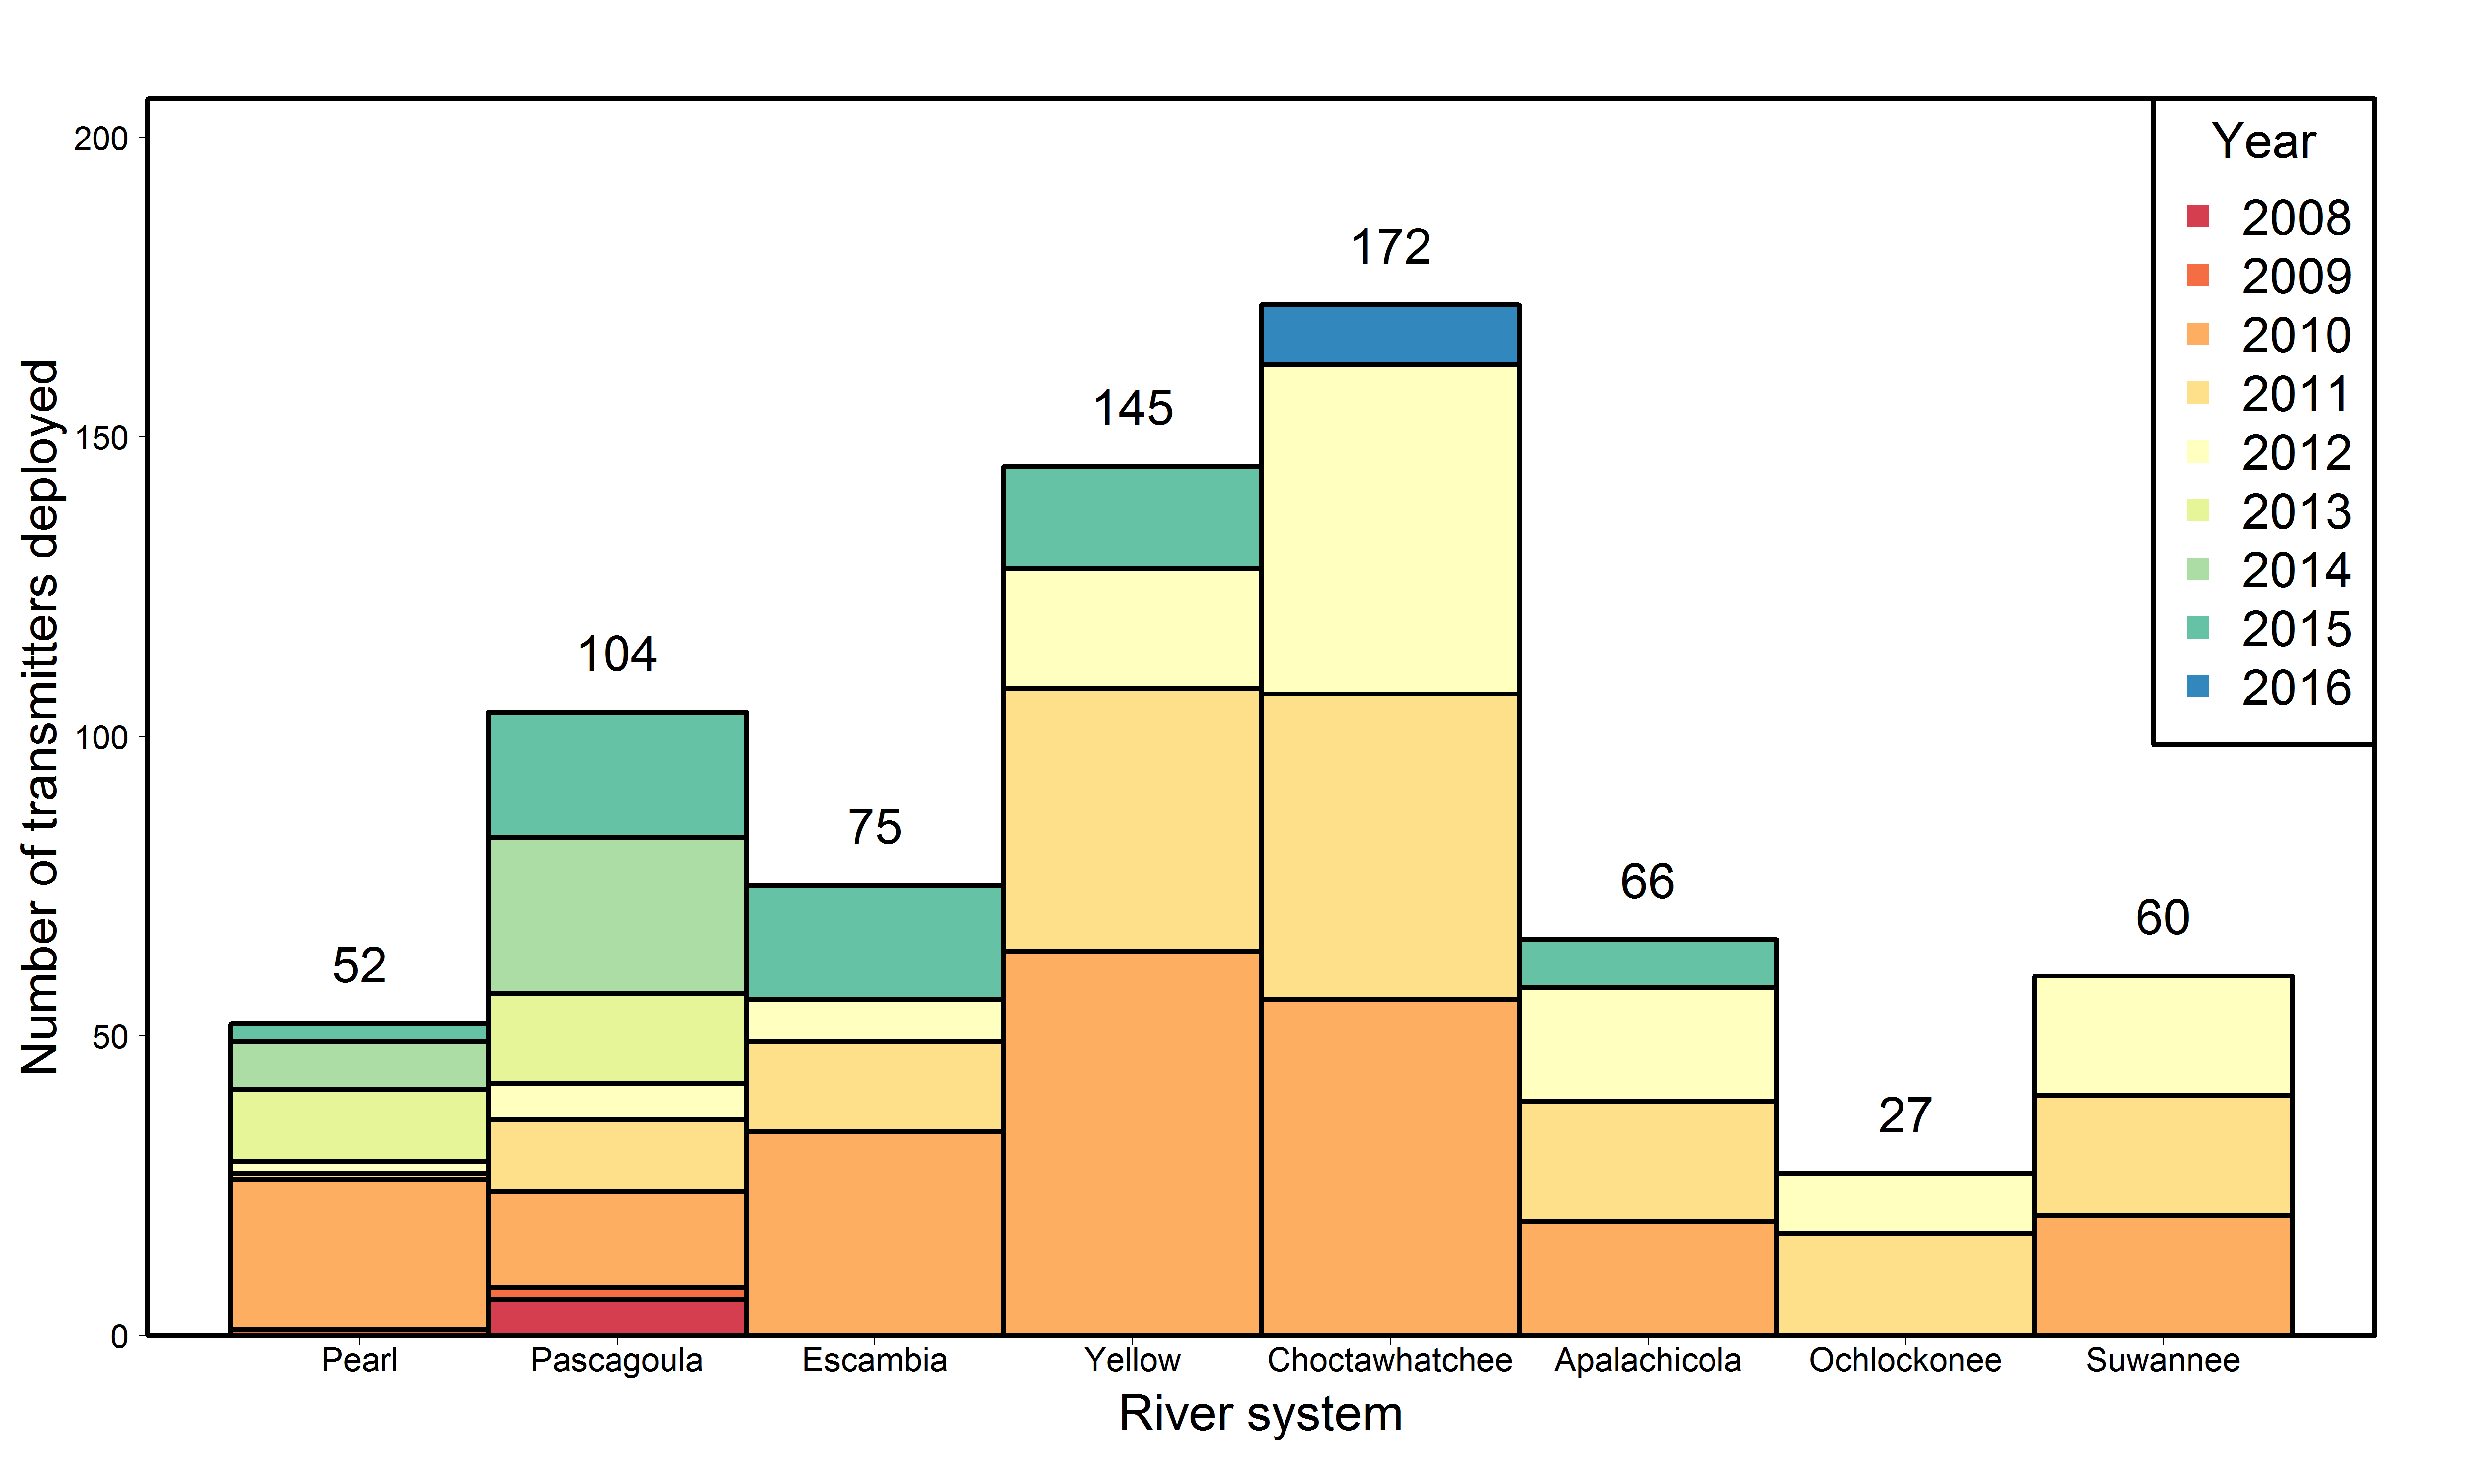 Number of transmitters deployed
200
150
100
50
0
52
104
75
145
172
66
27
60
Year
2008
2009
2010
2011
2012
2013
2014
2015
2016
Pearl
Pascagoula
Escambia
Yellow
Choctawhatchee
Apalachicola
Ochlockonee
Suwannee
River system